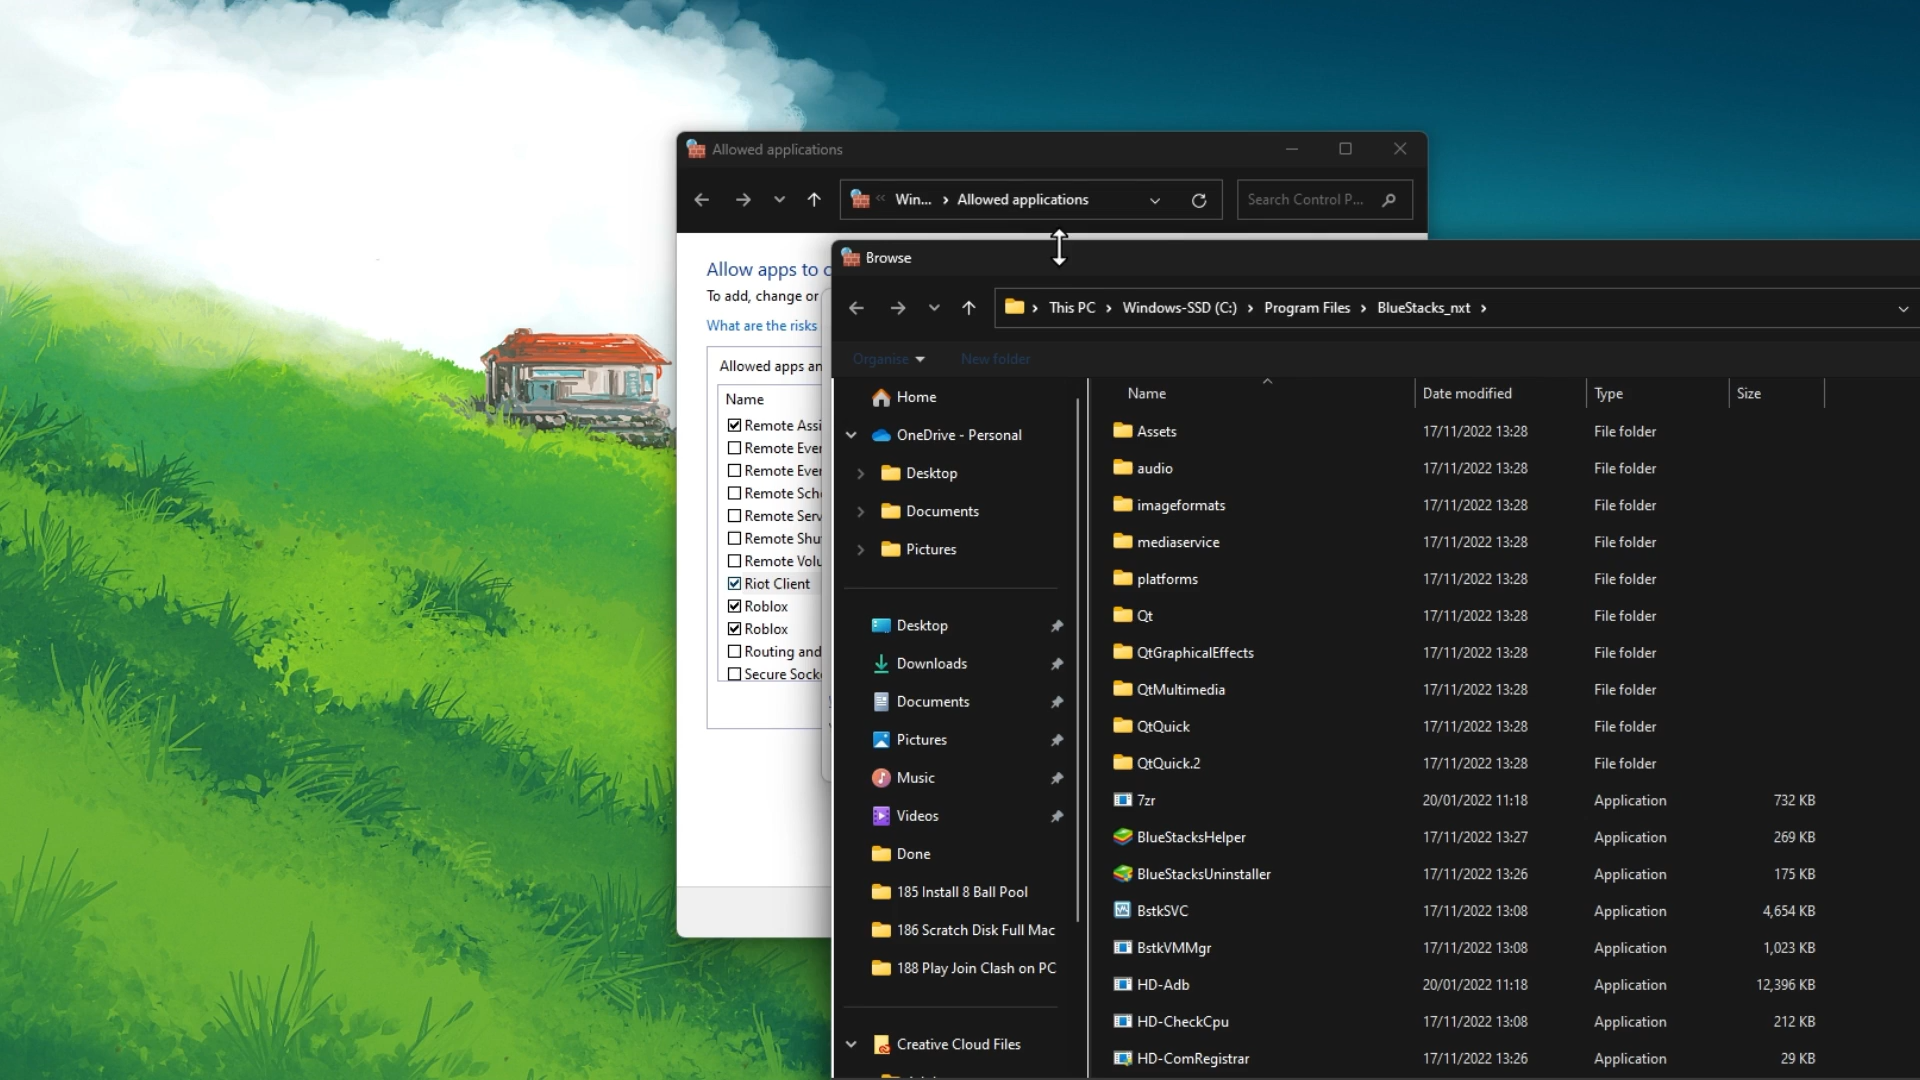 Allowed applications
Win... › Allowed applications
Search Control P...
Allow apps to c
To add, change or
What are the risks
Allowed apps an
Name
Remote Assi
Remote Even
Remote Even
Remote Sch
Remote Serv
Remote Shu
Remote Volu
Riot Client
Roblox
Roblox
Routing and
Secure Socke
Browse
This PC › Windows-SSD (C:) › Program Files › BlueStacks_nxt ›
Organise New folder
Home
OneDrive - Personal
Desktop
Documents
Pictures
Desktop
Downloads
Documents
Pictures
Music
Videos
Done
185 Install 8 Ball Pool
186 Scratch Disk Full Mac
188 Play Join Clash on PC
Creative Cloud Files
Name Date modified Type Size
Assets 17/11/2022 13:28 File folder
audio 17/11/2022 13:28 File folder
imageformats 17/11/2022 13:28 File folder
mediaservice 17/11/2022 13:28 File folder
platforms 17/11/2022 13:28 File folder
Qt 17/11/2022 13:28 File folder
QtGraphicalEffects 17/11/2022 13:28 File folder
QtMultimedia 17/11/2022 13:28 File folder
QtQuick 17/11/2022 13:28 File folder
QtQuick.2 17/11/2022 13:28 File folder
7zr 20/01/2022 11:18 Application 732 KB
BlueStacksHelper 17/11/2022 13:27 Application 269 KB
BlueStacksUninstaller 17/11/2022 13:26 Application 175 KB
BstkSVC 17/11/2022 13:08 Application 4,654 KB
BstkVMMgr 17/11/2022 13:08 Application 1,023 KB
HD-Adb 20/01/2022 11:18 Application 12,396 KB
HD-CheckCpu 17/11/2022 13:08 Application 212 KB
HD-ComRegistrar 17/11/2022 13:26 Application 29 KB